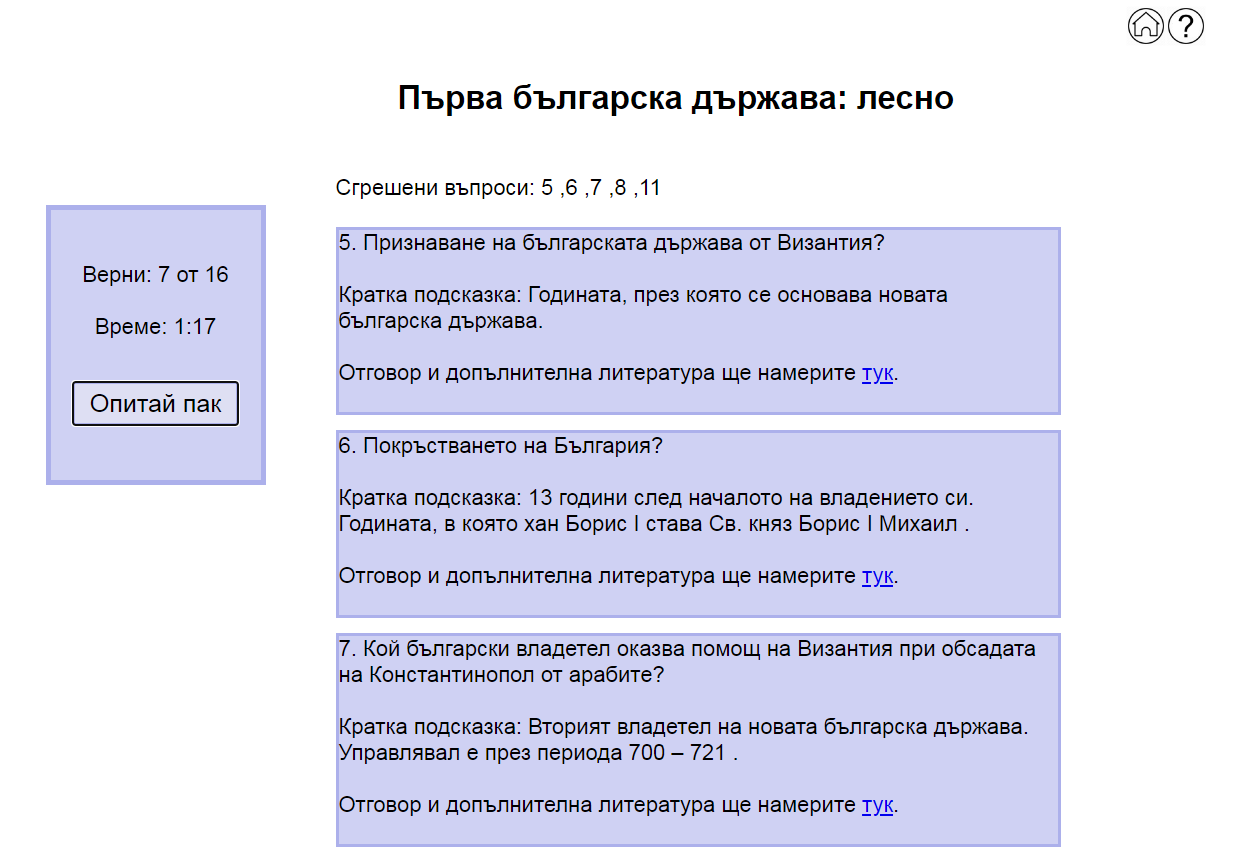 ?
Първа българска държава: лесно
Сгрешени въпроси: 5 ,6 ,7 ,8 ,11
Верни: 7 от 16
Време: 1:17
Опитай пак
5. Признаване на българската държава от Византия?
Кратка подсказка: Годината, през която се основава новата
българска държава.
Отговор и допълнителна литература ще намерите тук.
6. Покръстването на България?
Кратка подсказка: 13 години след началото на владението си.
Годината, в която хан Борис I става Св. княз Борис I Михаил .
Отговор и допълнителна литература ще намерите тук.
7. Кой български владетел оказва помощ на Византия при обсадата
на Константинопол от арабите?
Кратка подсказка: Вторият владетел на новата българска държава.
Управлявал е през периода 700 – 721 .
Отговор и допълнителна литература ще намерите тук.